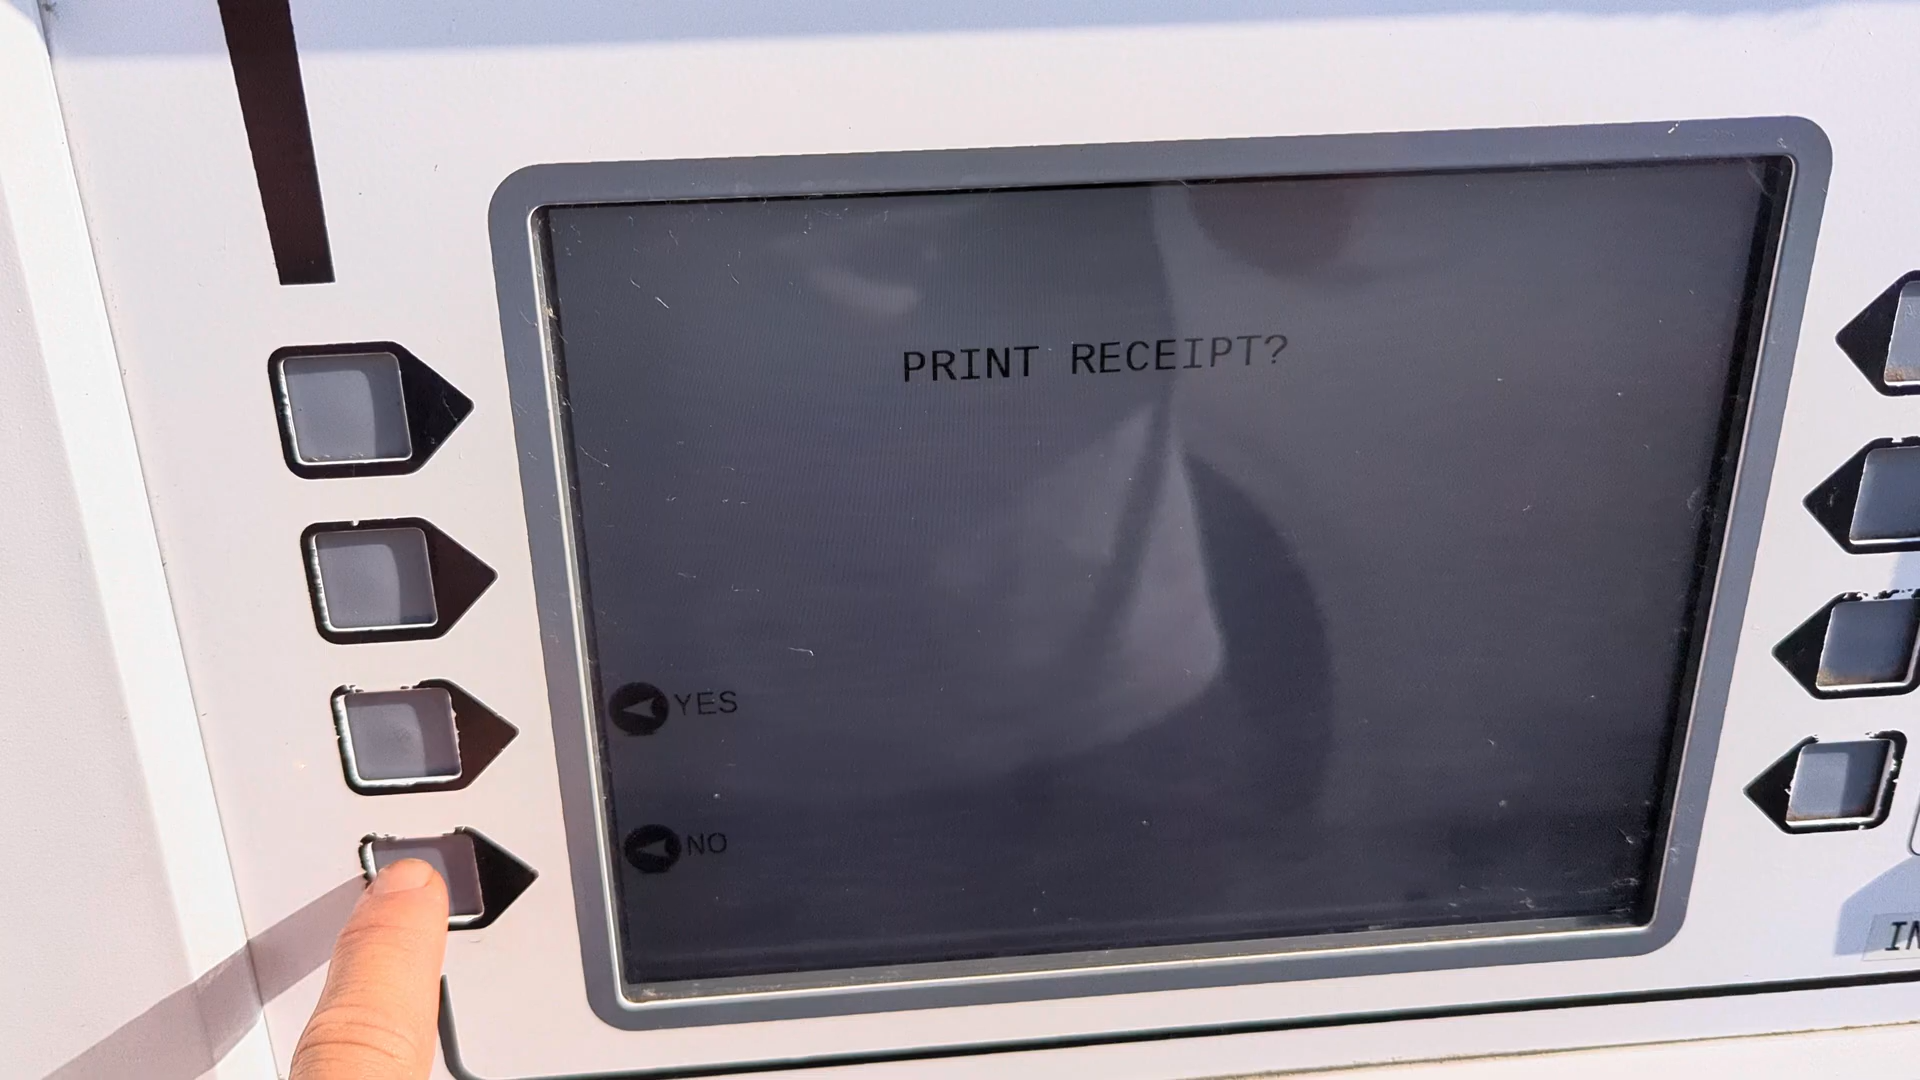 PRINT RECEIPT?
YES
NO